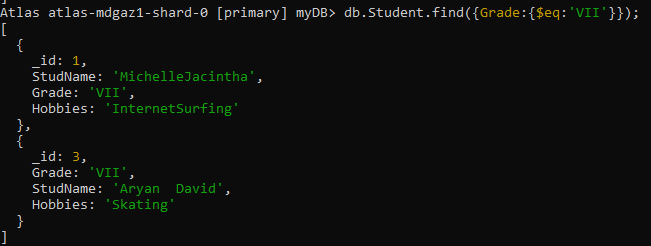 Atlas atlas-mdgaz1-shard-0 [primary] myDB> db.Student.find({Grade:{$eq:'VII'}});
[
  {
    _id: 1,
    StudName: 'MichelleJacintha',
    Grade: 'VII',
    Hobbies: 'InternetSurfing'
  },
  {
    _id: 3,
    Grade: 'VII',
    StudName: 'Aryan  David',
    Hobbies: 'Skating'
  }
]